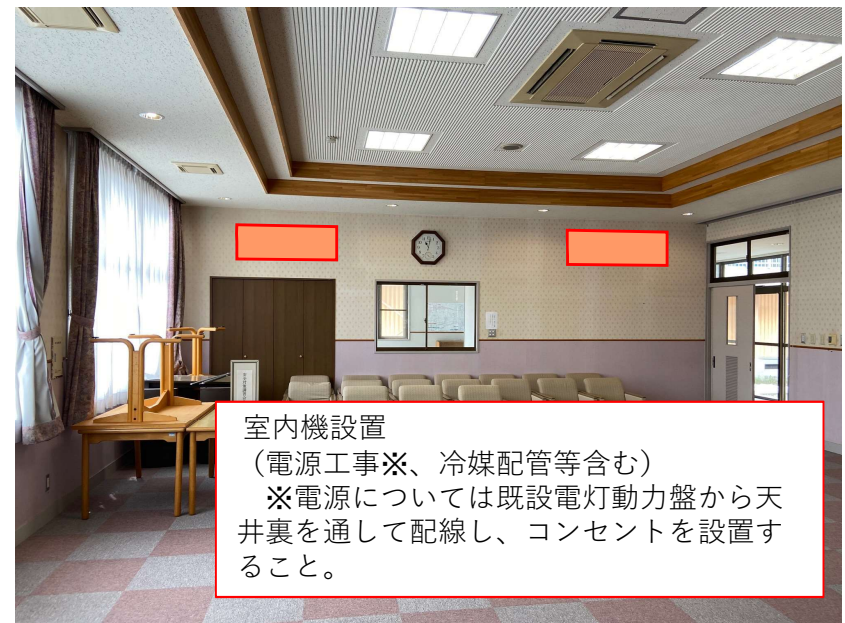 室内機設置
（電源工事※、冷媒配管等含む）
※電源については既設電灯動力盤から天
井裏を通して配線し、コンセントを設置す
ること。